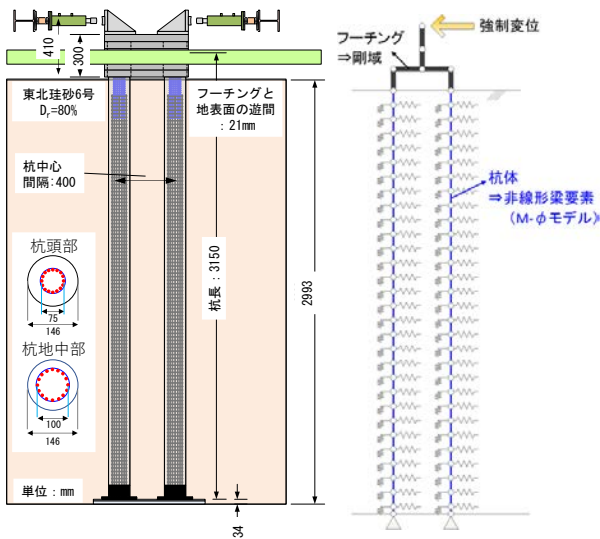 410
300
東北珪砂6号
Dr=80%
フーチングと
地表面の遊間
：21mm
杭中心
間隔:400
杭長：3150
2993
杭頭部
75
146
杭地中部
100
146
単位：mm
34
強制変位
フーチング
⇒剛域
杭体
⇒非線形梁要素
（M-φモデル）